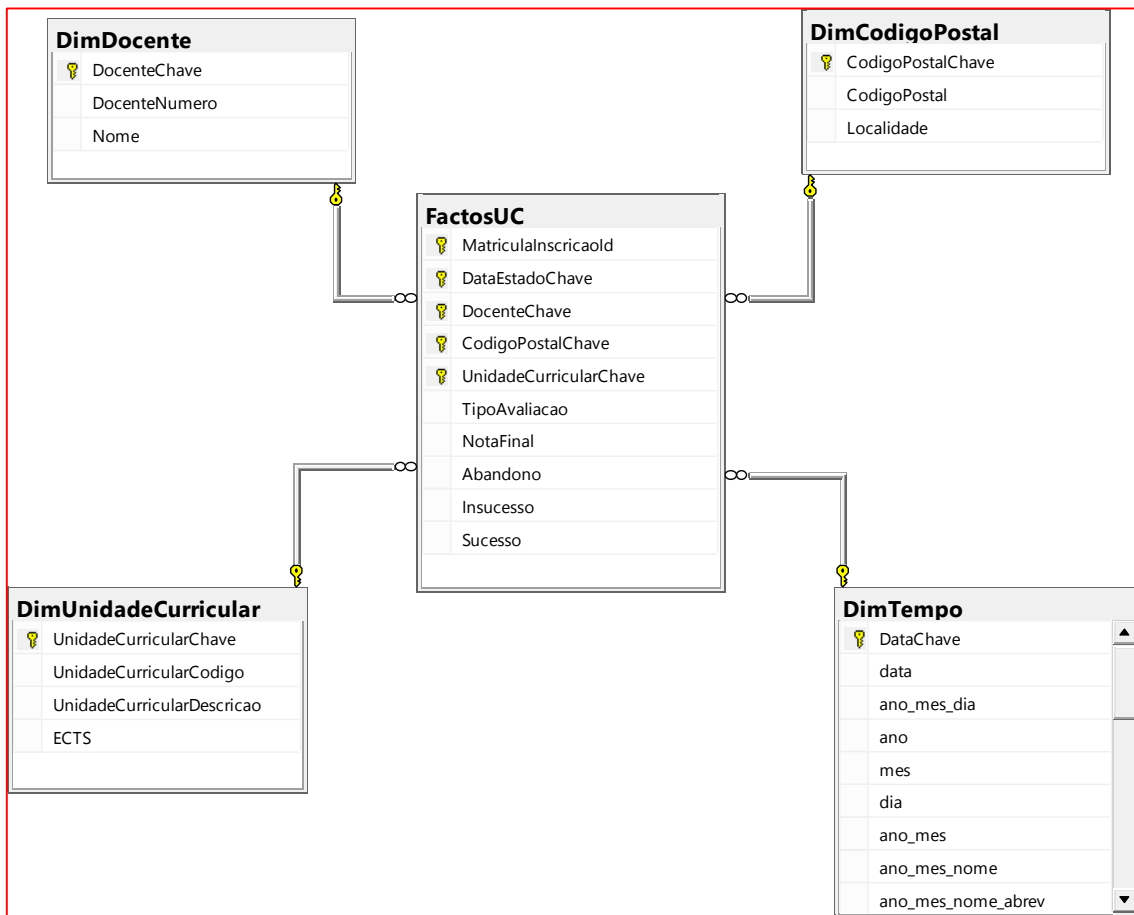 DimDocente
DocenteChave
DocenteNumero
Nome
DimCodigoPostal
CodigoPostalChave
CodigoPostal
Localidade
FactosUC
MatriculaInscricaoId
DataEstadoChave
DocenteChave
CodigoPostalChave
UnidadeCurricularChave
TipoAvaliacao
NotaFinal
Abandono
Insucesso
Sucesso
DimUnidadeCurricular
UnidadeCurricularChave
UnidadeCurricularCodigo
UnidadeCurricularDescricao
ECTS
DimTempo
DataChave
data
ano_mes_dia
ano
mes
dia
ano_mes
ano_mes_nome
ano_mes_nome_abrev